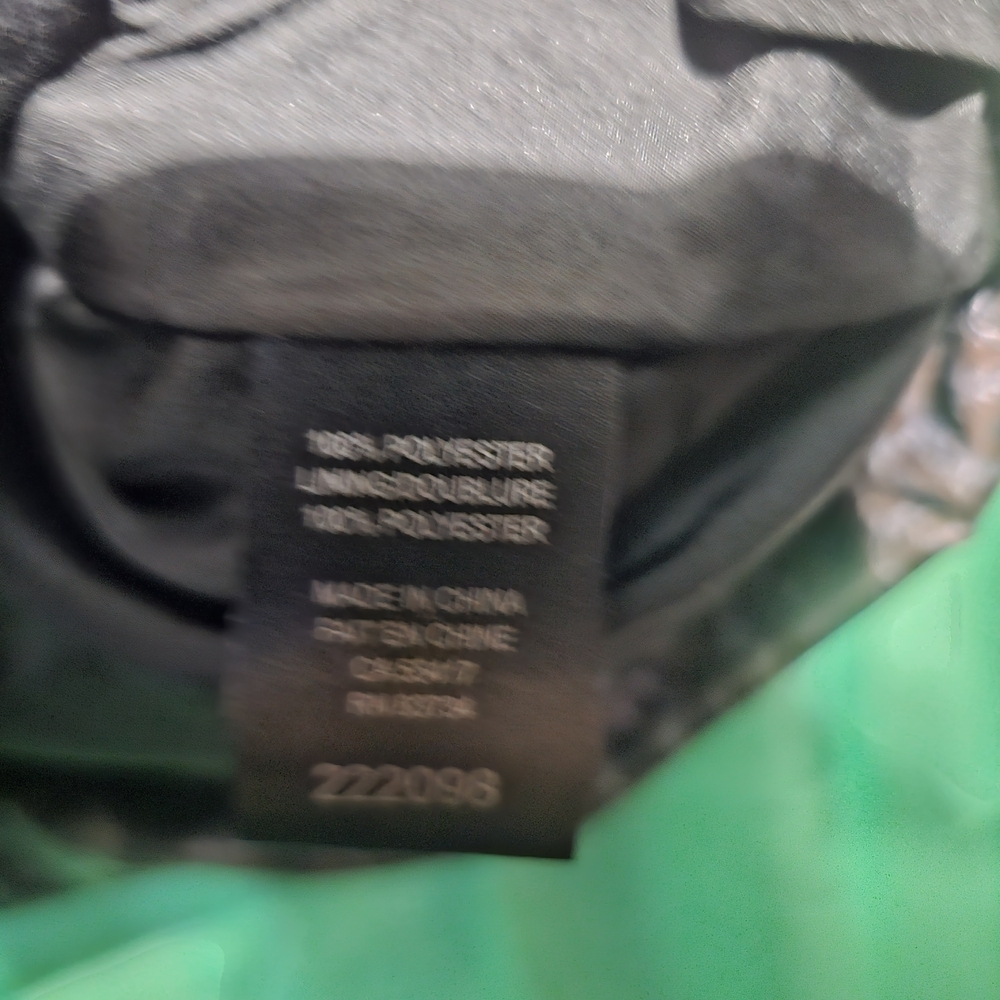 100% POLYESTER
LINING/DOUBLURE
100% POLYESTER
MADE IN CHINA
FAIT EN CHINE
222096